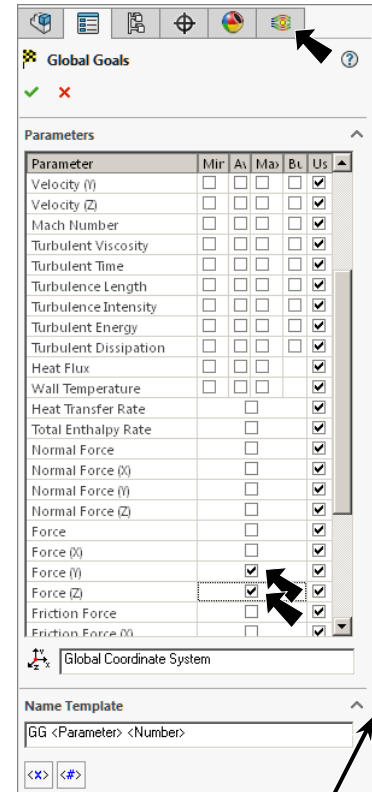 Global Goals
Parameters
Parameter Mir Av Max Bu Us
Velocity (Y)
Velocity (Z)
Mach Number
Turbulent Viscosity
Turbulent Time
Turbulence Length
Turbulence Intensity
Turbulent Energy
Turbulent Dissipation
Heat Flux
Wall Temperature
Heat Transfer Rate
Total Enthalpy Rate
Normal Force
Normal Force (X)
Normal Force (Y)
Normal Force (Z)
Force
Force (X)
Force (Y)
Force (Z)
Friction Force
Friction Force (X)
Global Coordinate System
Name Template
GG <Parameter> <Number>
<x> <#>